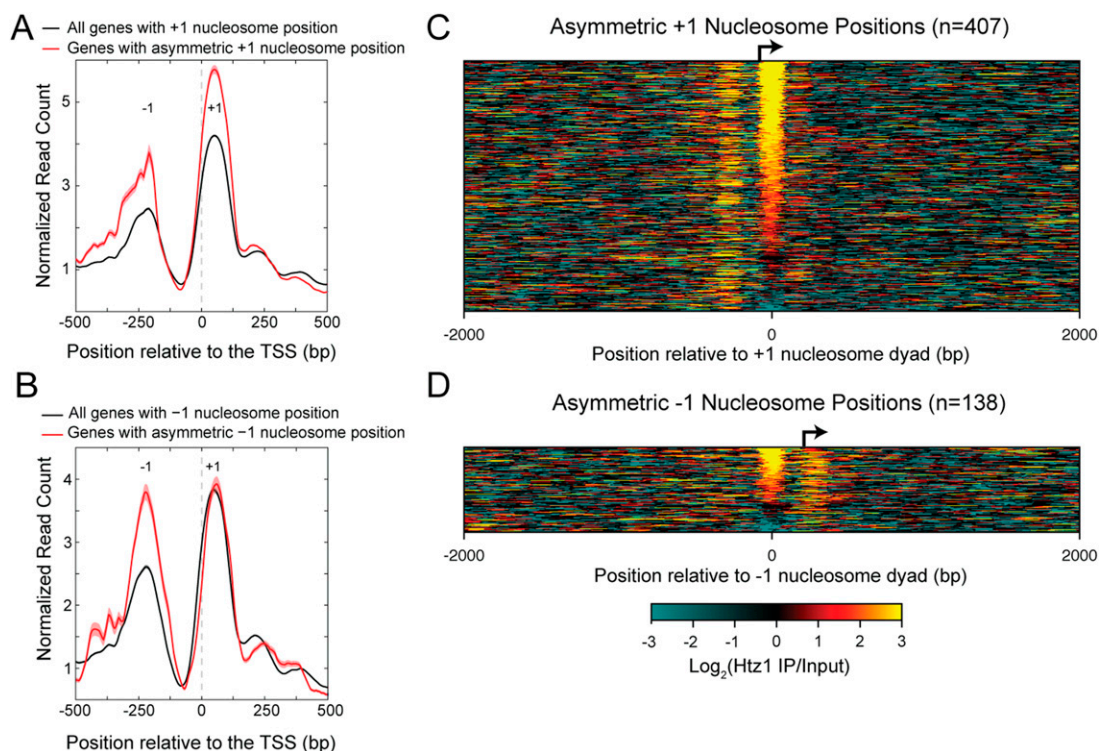 A
All genes with +1 nucleosome position
Genes with asymmetric +1 nucleosome position
Normalized Read Count
5
3
1
-1
+1
-500
-250
0
250
500
Position relative to the TSS (bp)
B
All genes with −1 nucleosome position
Genes with asymmetric −1 nucleosome position
Normalized Read Count
4
3
2
1
-1
+1
-500
-250
0
250
500
Position relative to the TSS (bp)
C
Asymmetric +1 Nucleosome Positions (n=407)
-2000
0
2000
Position relative to +1 nucleosome dyad (bp)
D
Asymmetric -1 Nucleosome Positions (n=138)
-2000
0
2000
Position relative to -1 nucleosome dyad (bp)
-3
-2
-1
0
1
2
3
Log2(Htz1 IP/Input)